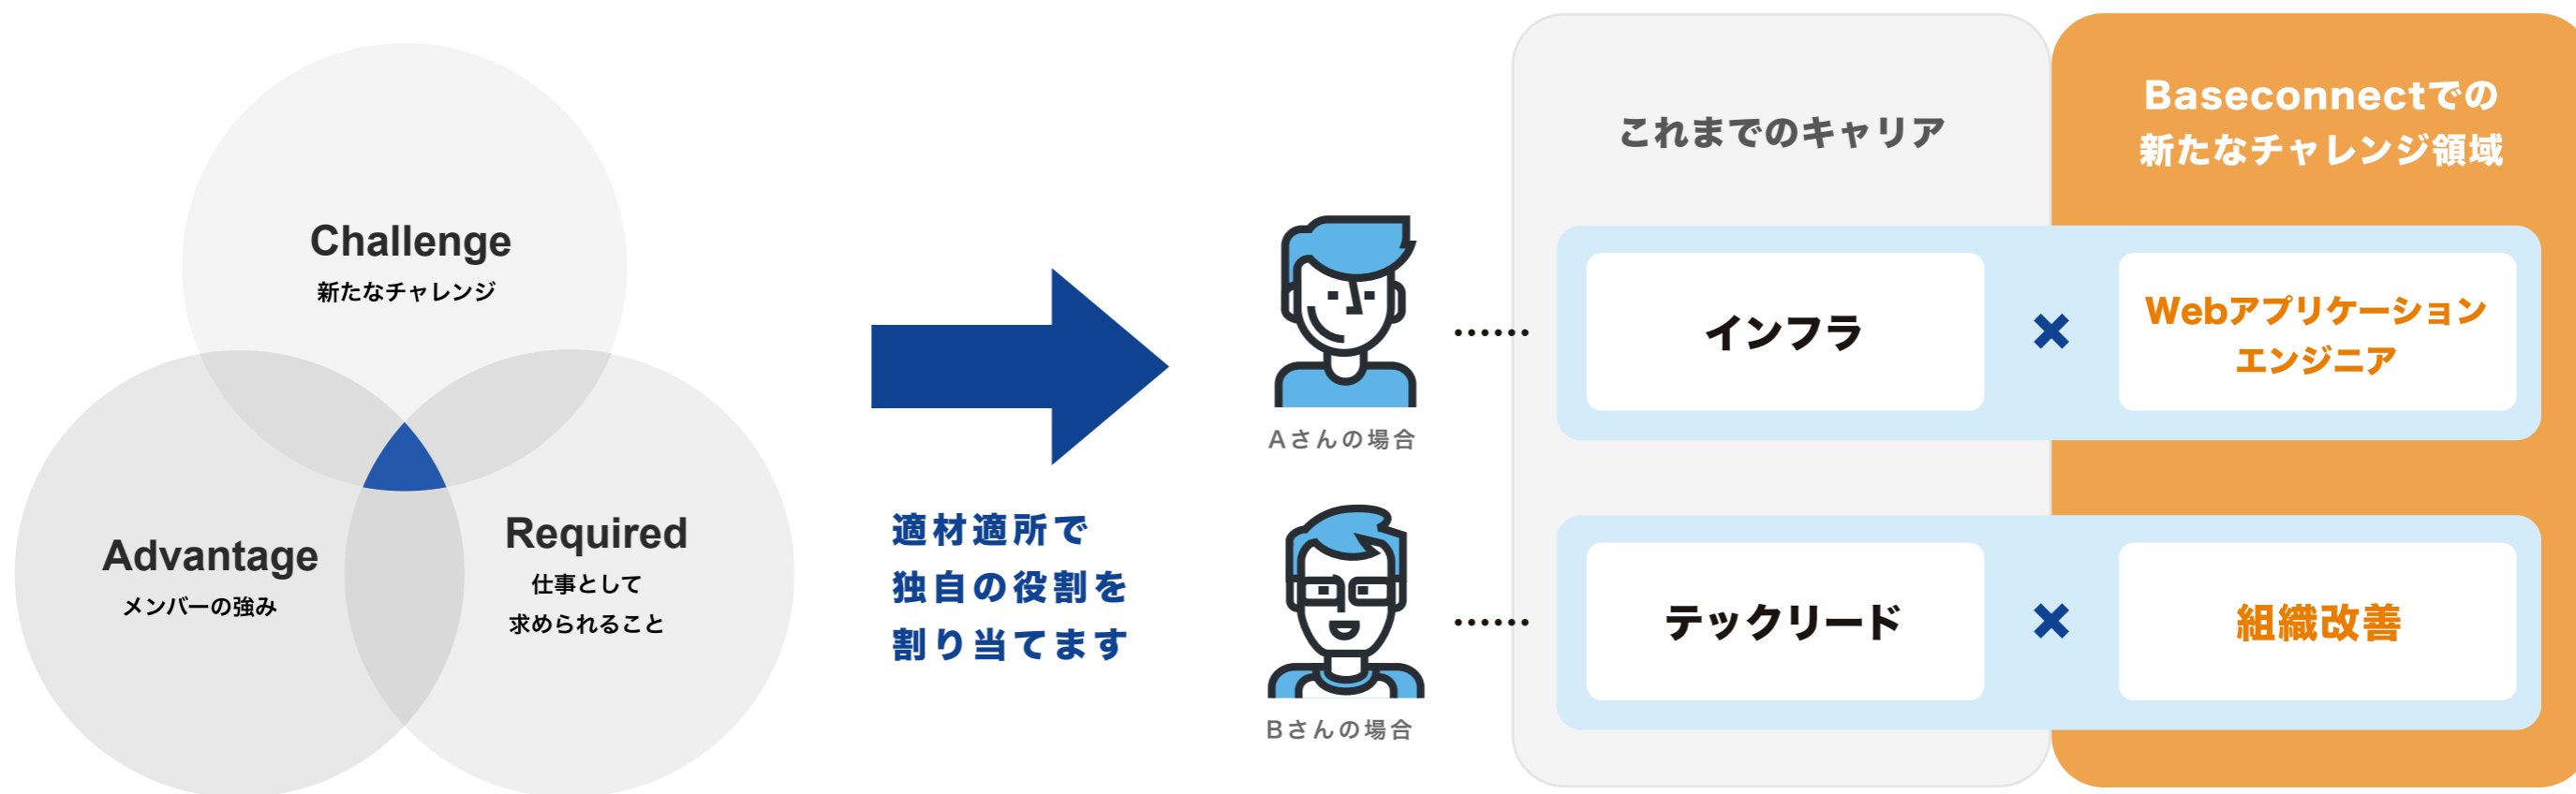 Challenge
新たなチャレンジ
Advantage
メンバーの強み
Required
仕事として
求められること
適材適所で
独自の役割を
割り当てます
これまでのキャリア
Baseconnectでの
新たなチャレンジ領域
Aさんの場合
インフラ
×
Webアプリケーション
エンジニア
Bさんの場合
テックリード
×
組織改善